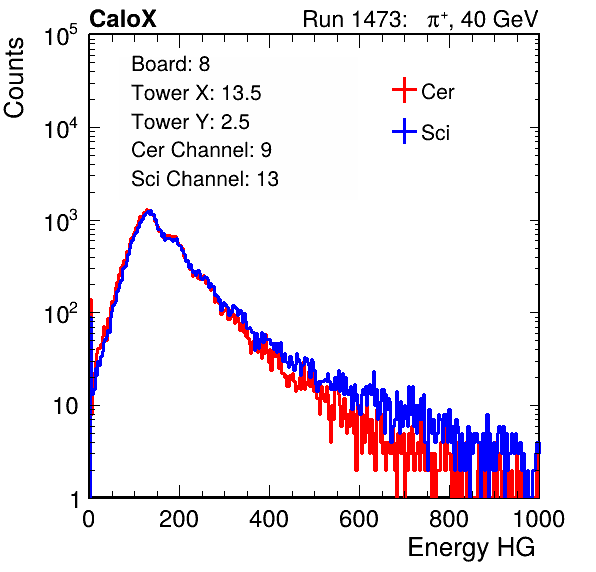 CaloX Run 1473: π⁺, 40 GeV
Counts
Board: 8
Tower X: 13.5
Tower Y: 2.5
Cer Channel: 9
Sci Channel: 13
Cer
Sci
10⁵
10⁴
10³
10²
10
1
0 200 400 600 800 1000
Energy HG